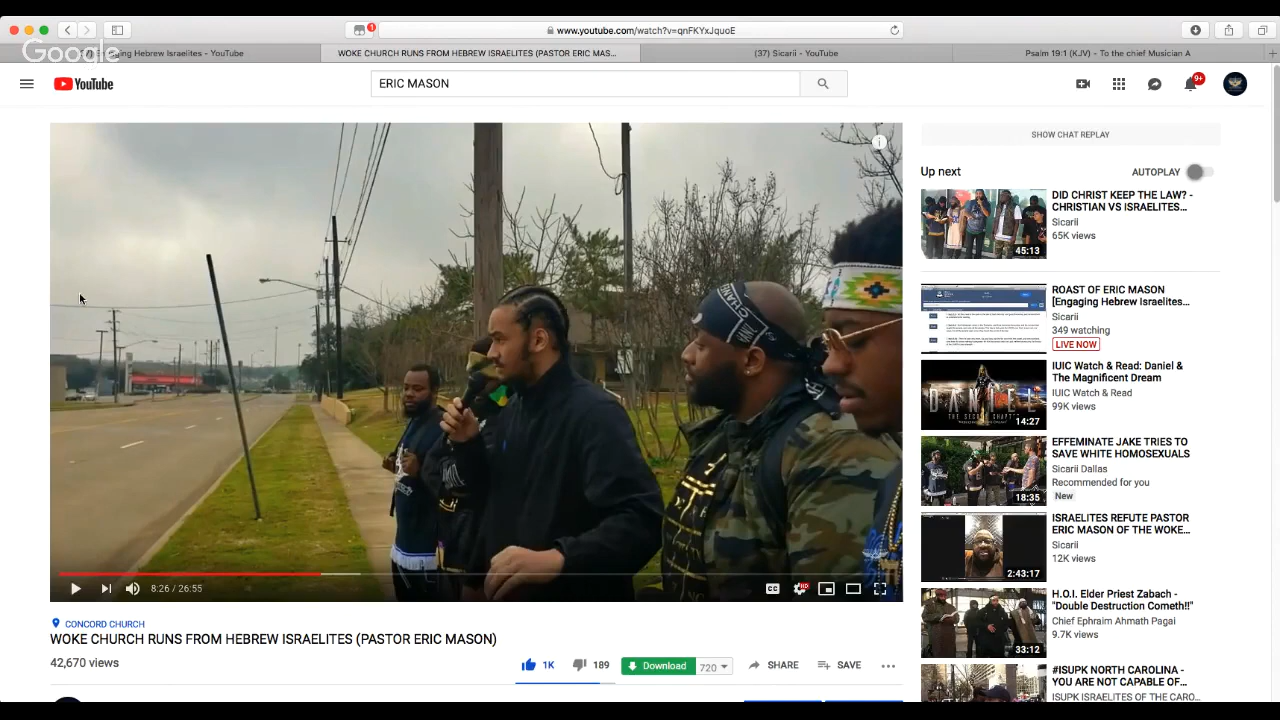 www.youtube.com/watch?v=qnFKYxJquoE
Google
Engaging Hebrew Israelites - YouTube
WOKE CHURCH RUNS FROM HEBREW ISRAELITES (PASTOR ERIC MAS...
(37) Sicarii - YouTube
Psalm 19:1 (KJV) - To the chief Musician A
YouTube
ERIC MASON
9+
SHOW CHAT REPLAY
Up next
AUTOPLAY
DID CHRIST KEEP THE LAW? -
CHRISTIAN VS ISRAELITES...
Sicarii
65K views
45:13
ROAST OF ERIC MASON
[Engaging Hebrew Israelites...
Sicarii
349 watching
LIVE NOW
IUIC Watch & Read: Daniel &
The Magnificent Dream
IUIC Watch & Read
99K views
DANIEL
14:27
EFFEMINATE JAKE TRIES TO
SAVE WHITE HOMOSEXUALS
Sicarii Dallas
Recommended for you
New
18:35
ISRAELITES REFUTE PASTOR
ERIC MASON OF THE WOKE...
Sicarii
12K views
2:43:17
H.O.I. Elder Priest Zabach -
"Double Destruction Cometh!!"
Chief Ephraim Ahmath Pagai
9.7K views
33:12
#ISUPK NORTH CAROLINA -
YOU ARE NOT CAPABLE OF...
ISUPK ISRAELITES OF THE CARO...
8:26 / 26:55
CC
HD
CONCORD CHURCH
WOKE CHURCH RUNS FROM HEBREW ISRAELITES (PASTOR ERIC MASON)
42,670 views
1K
189
Download
720
SHARE
SAVE